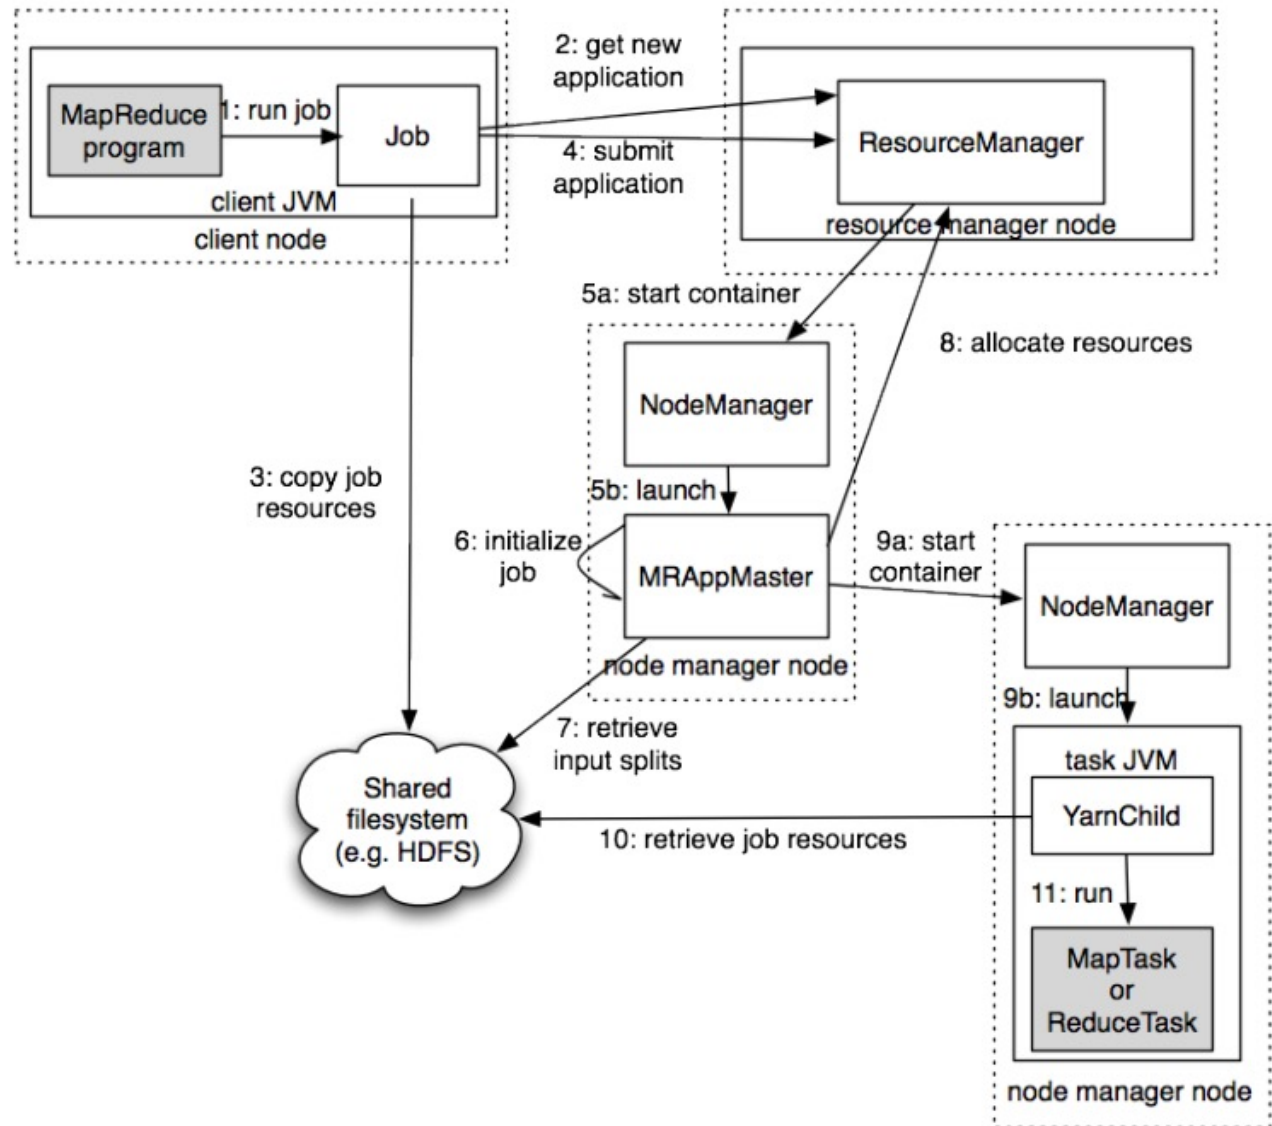 MapReduce
program
1: run job
Job
client JVM
client node
2: get new
application
4: submit
application
ResourceManager
resource manager node
5a: start container
8: allocate resources
NodeManager
3: copy job
resources
5b: launch
6: initialize
job
MRAppMaster
9a: start
container
NodeManager
node manager node
9b: launch
7: retrieve
input splits
task JVM
Shared
filesystem
(e.g. HDFS)
YarnChild
10: retrieve job resources
11: run
MapTask
or
ReduceTask
node manager node